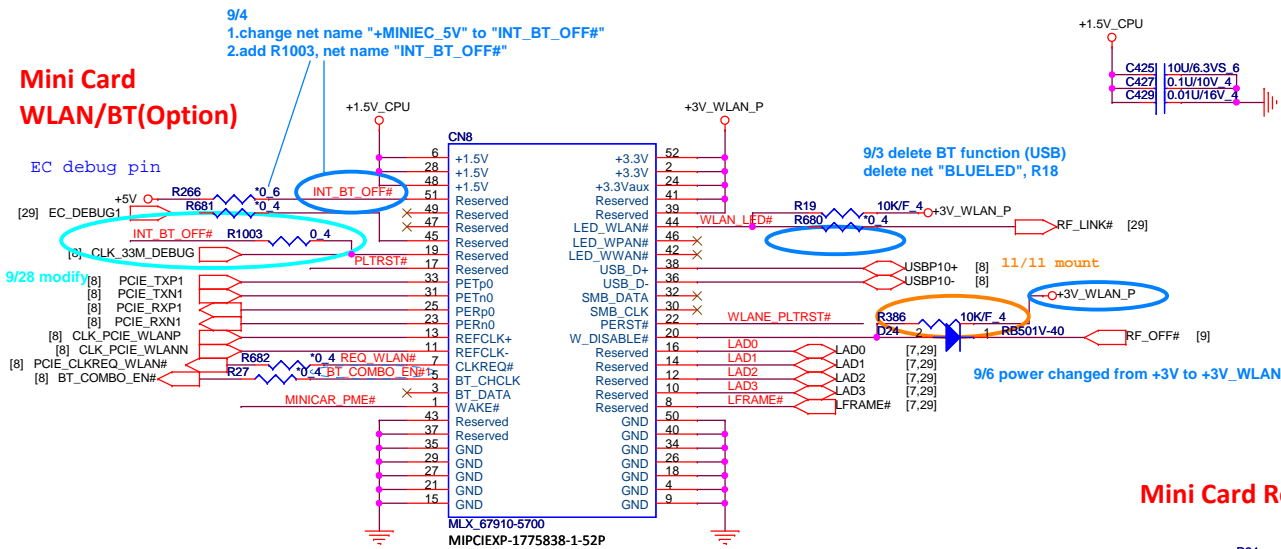 9/4
1.change net name "+MINIEC_5V" to "INT_BT_OFF#"
2.add R1003, net name "INT_BT_OFF#"
Mini Card
WLAN/BT(Option)
+1.5V_CPU
C425 10U/6.3VS_6
C427 0.1U/10V_4
C429 0.01U/16V_4
+1.5V_CPU
+3V_WLAN_P
9/3 delete BT function (USB)
delete net "BLUELED", R18
EC debug pin
CN8
6 +1.5V +3.3V 52
28 +1.5V +3.3V 2
48 +1.5V +3.3Vaux 24
+5V R266 *0_6 INT_BT_OFF# 51 Reserved Reserved 41
[29] EC_DEBUG1 R681 *0_4 49 Reserved Reserved 39 R19 10K/F_4 +3V_WLAN_P
47 Reserved LED_WLAN# 44 WLAN_LED# R680 *0_4 RF_LINK# [29]
INT_BT_OFF# R1003 0_4 45 Reserved LED_WPAN# 46
[8] CLK_33M_DEBUG 19 Reserved LED_WWAN# 42
PLTRST# 17 Reserved USB_D+ 38 USBP10+ [8]
9/28 modify
11/11 mount
[8] PCIE_TXP1 33 PETp0 USB_D- 36 USBP10- [8]
[8] PCIE_TXN1 31 PETn0 SMB_DATA 32 +3V_WLAN_P
[8] PCIE_RXP1 25 PERp0 SMB_CLK 30
[8] PCIE_RXN1 23 PERn0 PERST# 22 WLANE_PLTRST# R386 10K/F_4
[8] CLK_PCIE_WLANP 13 REFCLK+ W_DISABLE# 20 D24 2 1 RB501V-40 RF_OFF# [9]
[8] CLK_PCIE_WLANN 11 REFCLK- Reserved 16 LAD0 LAD0 [7,29]
[8] PCIE_CLKREQ_WLAN# R682 *0_4 REQ_WLAN# 7 CLKREQ# Reserved 14 LAD1 LAD1 [7,29]
[8] BT_COMBO_EN# R27 *0_4 BT_COMBO_EN#1 5 BT_CHCLK Reserved 12 LAD2 LAD2 [7,29]
3 BT_DATA Reserved 10 LAD3 LAD3 [7,29]
MINICAR_PME# 1 WAKE# Reserved 8 LFRAME# LFRAME# [7,29]
9/6 power changed from +3V to +3V_WLAN
43 Reserved GND 50
37 Reserved GND 40
35 GND GND 34
29 GND GND 26
27 GND GND 18
21 GND GND 4
15 GND GND 9
MLX_67910-5700
MIPCIEXP-1775838-1-52P
Mini Card R